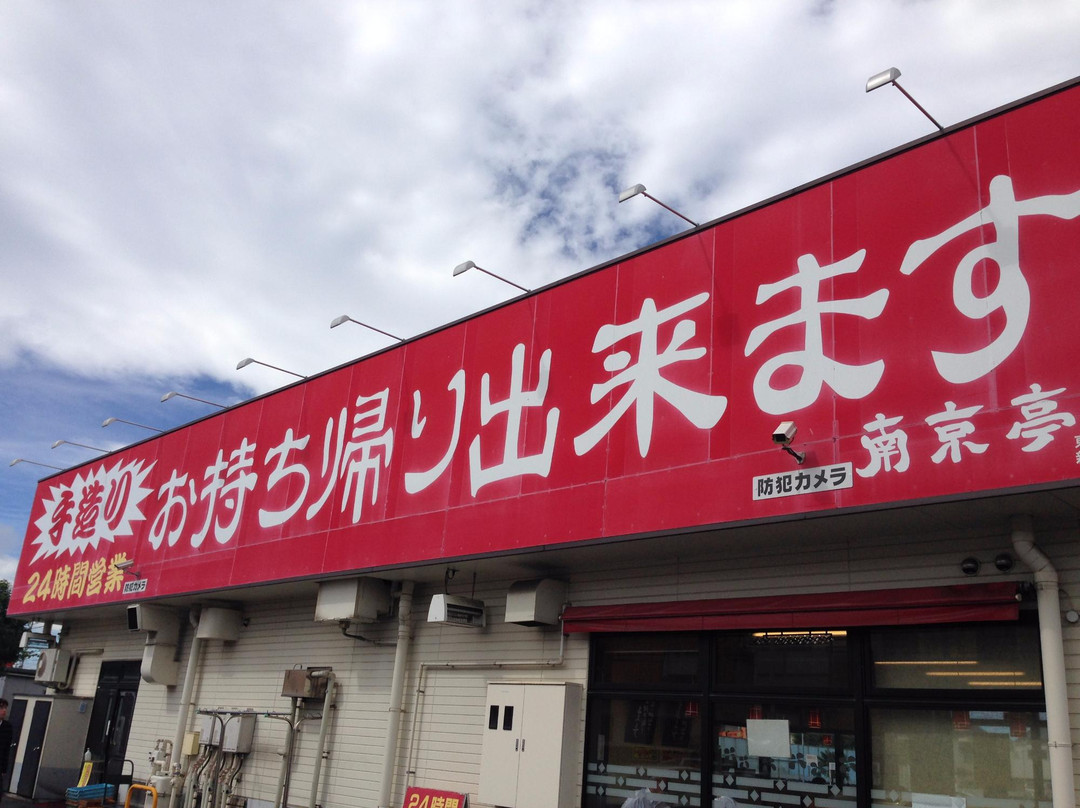 手造り
お持ち帰り出来ます
24時間営業
防犯カメラ
防犯カメラ
南京亭
24時間